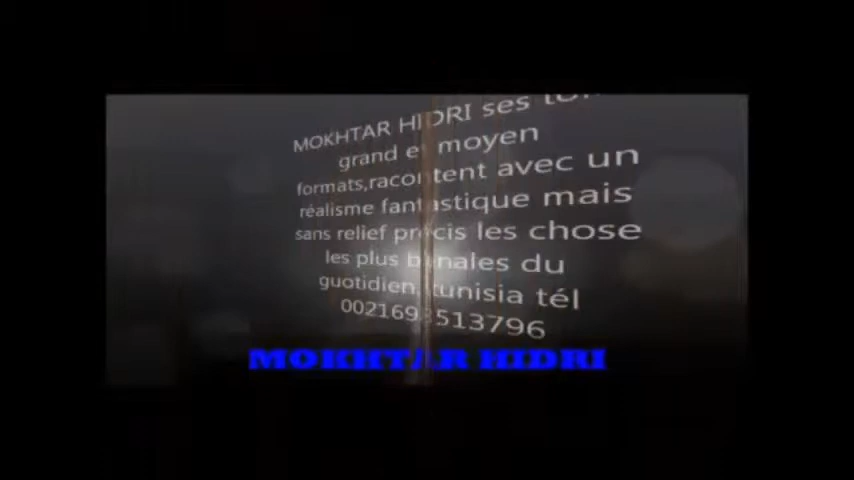 MOKHTAR HIDRI ses
grand et moyen
formats,racontent avec un
réalisme fantastique mais
sans relief précis les chose
les plus banales du
guotidien, tunisia tél
MOKHTAR HIDRI